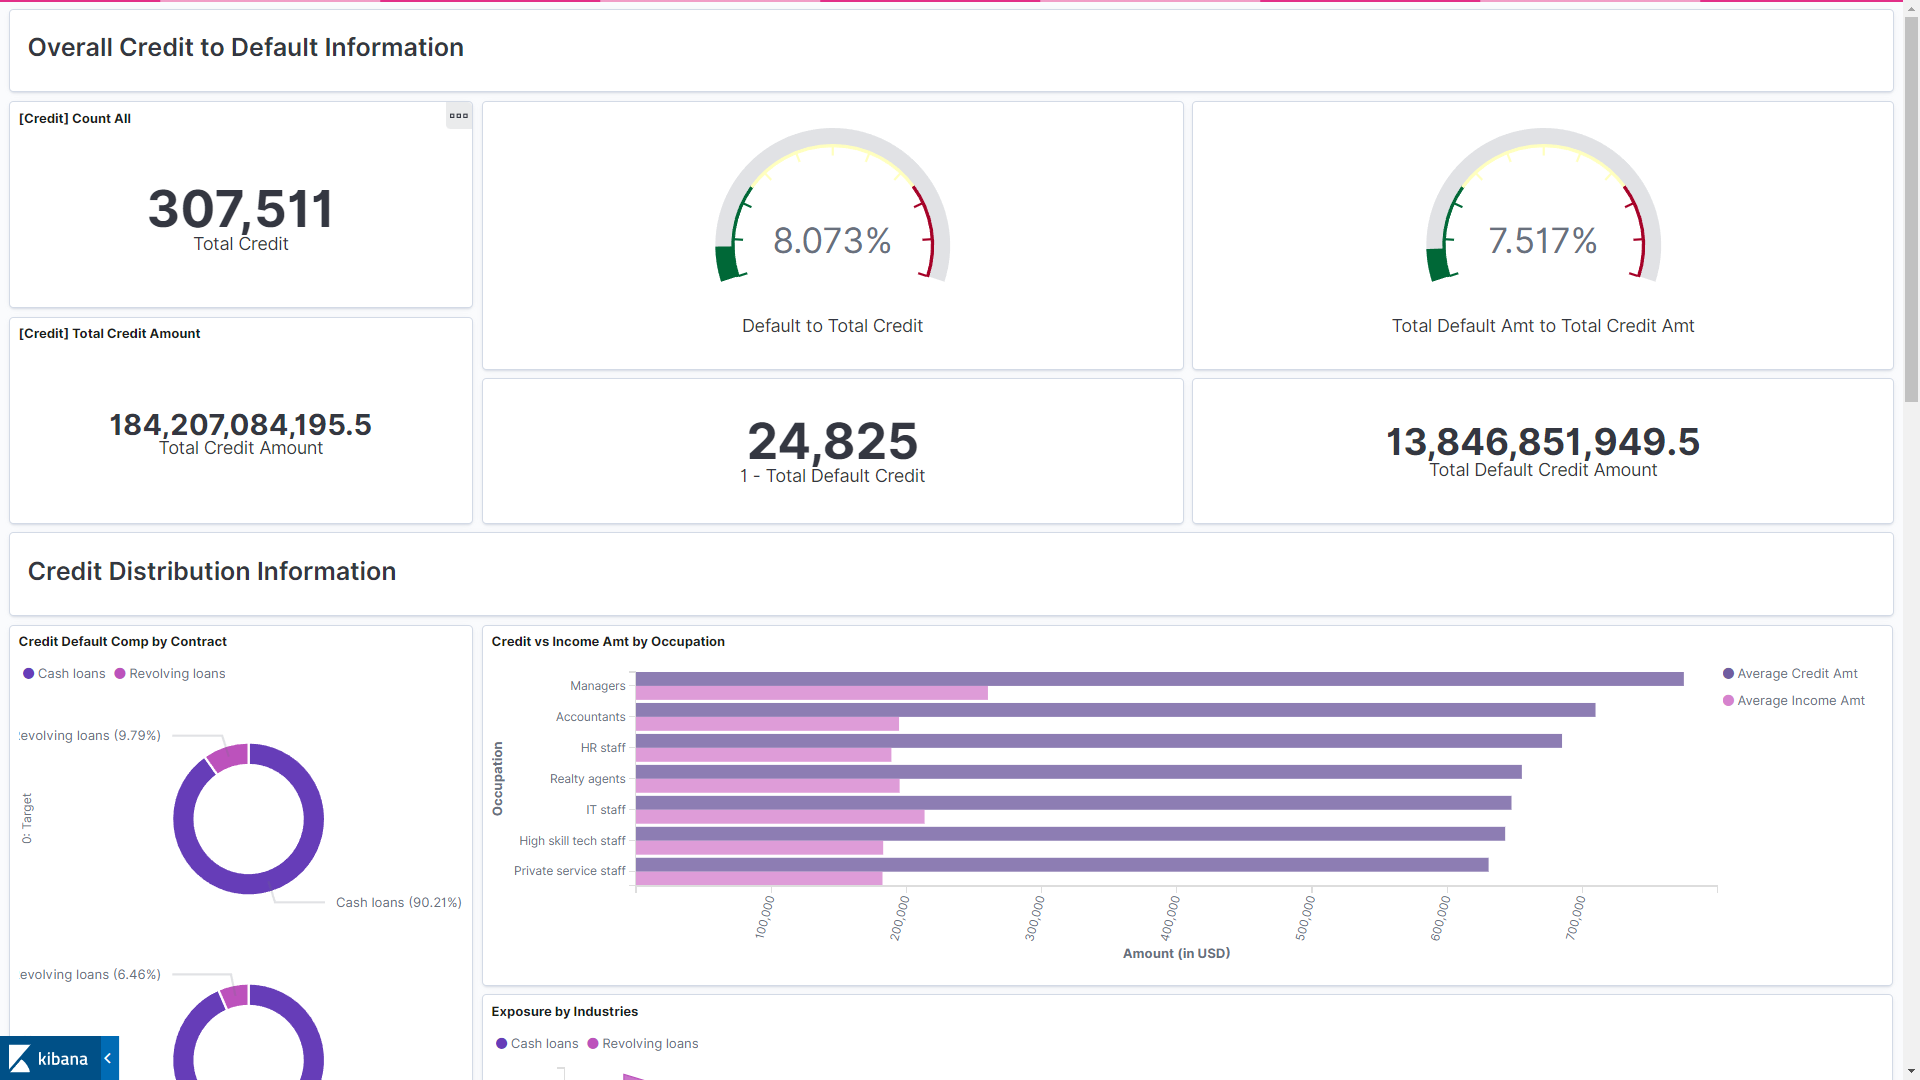 Overall Credit to Default Information
[Credit] Count All
307,511
Total Credit
8.073%
Default to Total Credit
7.517%
Total Default Amt to Total Credit Amt
[Credit] Total Credit Amount
184,207,084,195.5
Total Credit Amount
24,825
1 - Total Default Credit
13,846,851,949.5
Total Default Credit Amount
Credit Distribution Information
Credit Default Comp by Contract
Cash loans
Revolving loans
evolving loans (9.79%)
0: Target
Cash loans (90.21%)
evolving loans (6.46%)
Credit vs Income Amt by Occupation
Average Credit Amt
Average Income Amt
Occupation
Managers
Accountants
HR staff
Realty agents
IT staff
High skill tech staff
Private service staff
100,000
200,000
300,000
400,000
500,000
600,000
700,000
Amount (in USD)
Exposure by Industries
Cash loans
Revolving loans
kibana